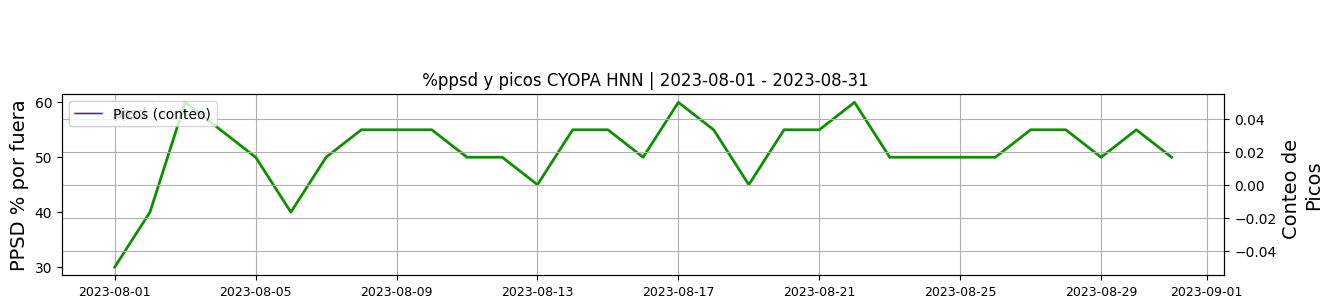 %ppsd y picos CYOPA HNN | 2023-08-01 - 2023-08-31
PPSD % por fuera
60
50
40
30
Picos (conteo)
0.04
0.02
0.00
−0.02
−0.04
Conteo de
Picos
2023-08-01 2023-08-05 2023-08-09 2023-08-13 2023-08-17 2023-08-21 2023-08-25 2023-08-29 2023-09-01